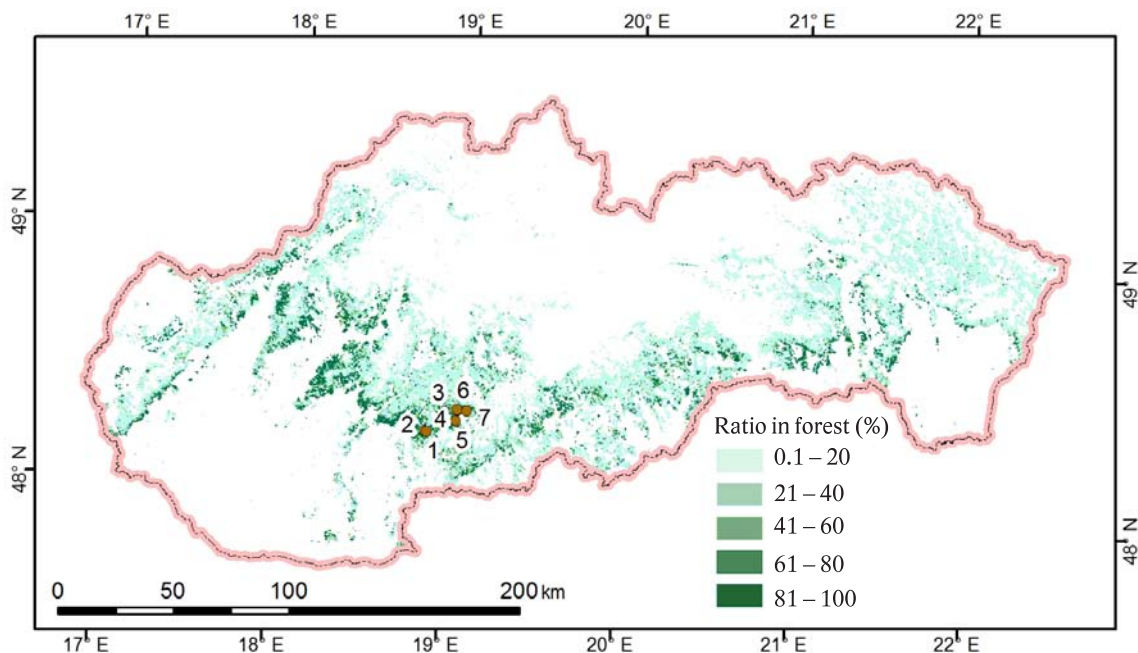 17° E 18° E 19° E 20° E 21° E 22° E
49° N
49° N
3 6
2 4 7
1 5
48° N
48° N
Ratio in forest (%)
0.1 – 20
21 – 40
41 – 60
61 – 80
81 – 100
0 50 100 200 km
17° E 18° E 19° E 20° E 21° E 22° E